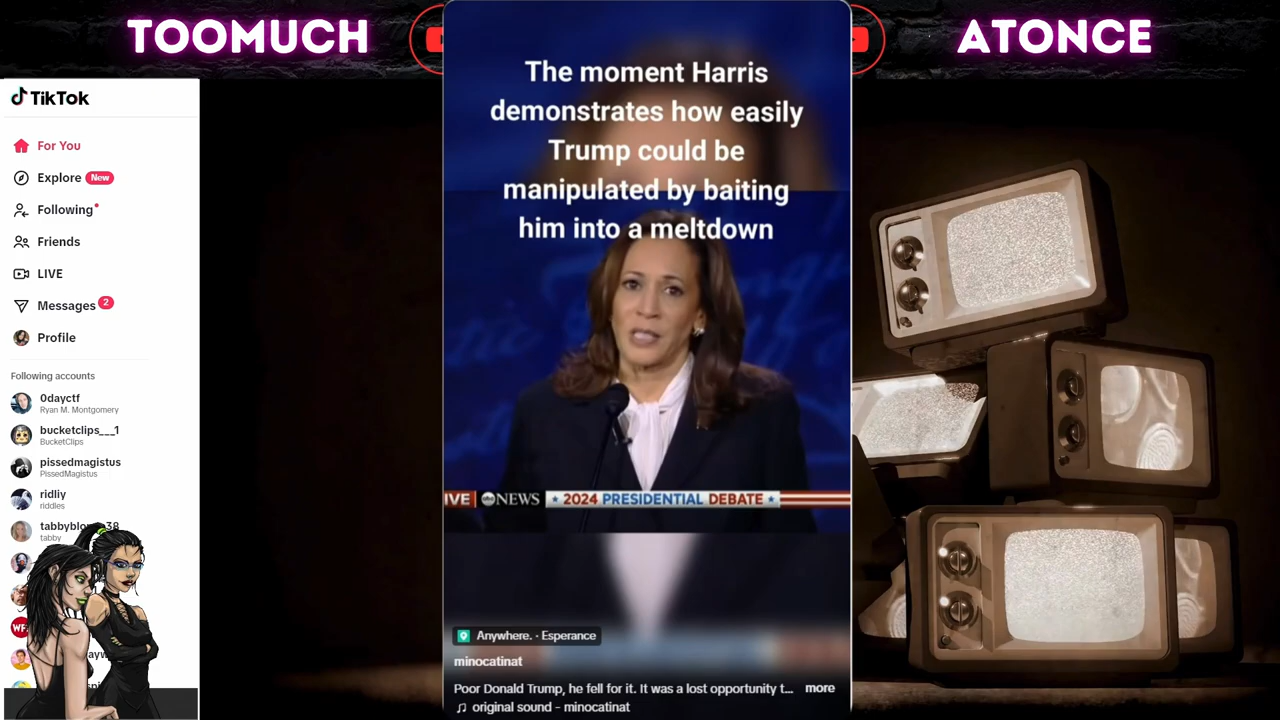 TOOMUCH
ATONCE
TikTok
For You
Explore New
Following
Friends
LIVE
Messages 2
Profile
Following accounts
0dayctf
Ryan M. Montgomery
bucketclips___1
BucketClips
pissedmagistus
PissedMagistus
ridliy
riddles
tabby
The moment Harris
demonstrates how easily
Trump could be
manipulated by baiting
him into a meltdown
abc NEWS 2024 PRESIDENTIAL DEBATE
Anywhere. · Esperance
minocatinat
Poor Donald Trump, he fell for it. It was a lost opportunity t... more
original sound - minocatinat